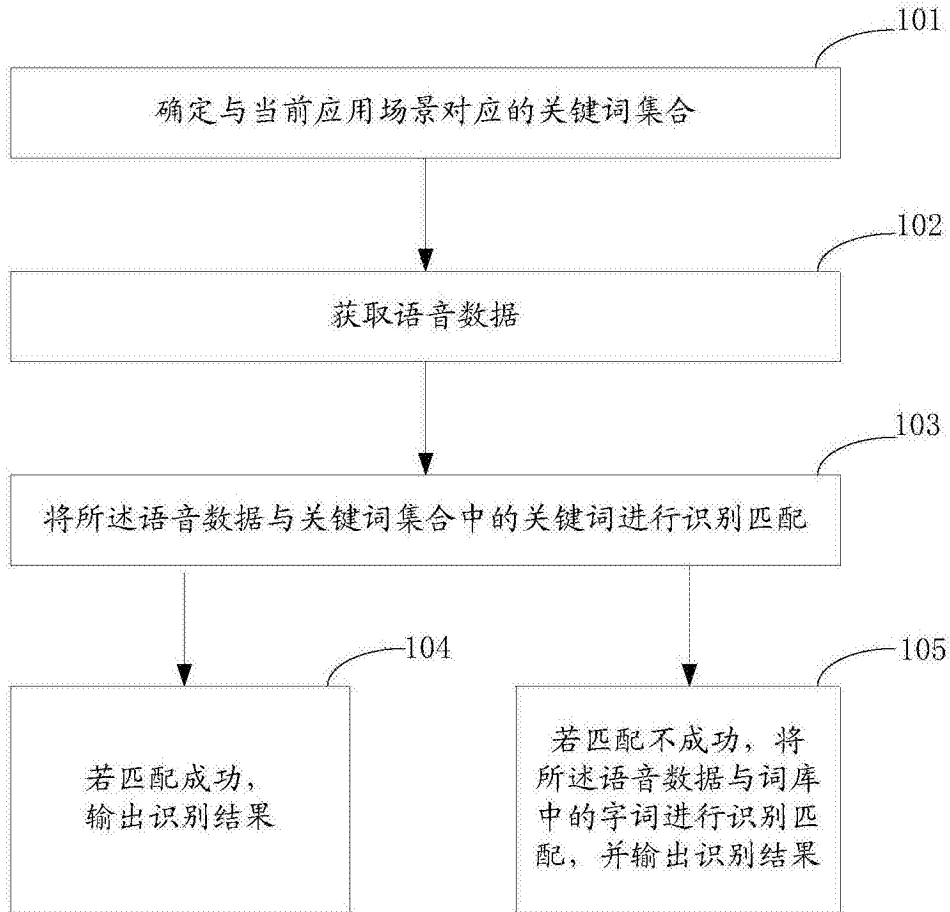 101
确定与当前应用场景对应的关键词集合
102
获取语音数据
103
将所述语音数据与关键词集合中的关键词进行识别匹配
104
若匹配成功,
输出识别结果
105
若匹配不成功, 将
所述语音数据与词库
中的字词进行识别匹
配, 并输出识别结果